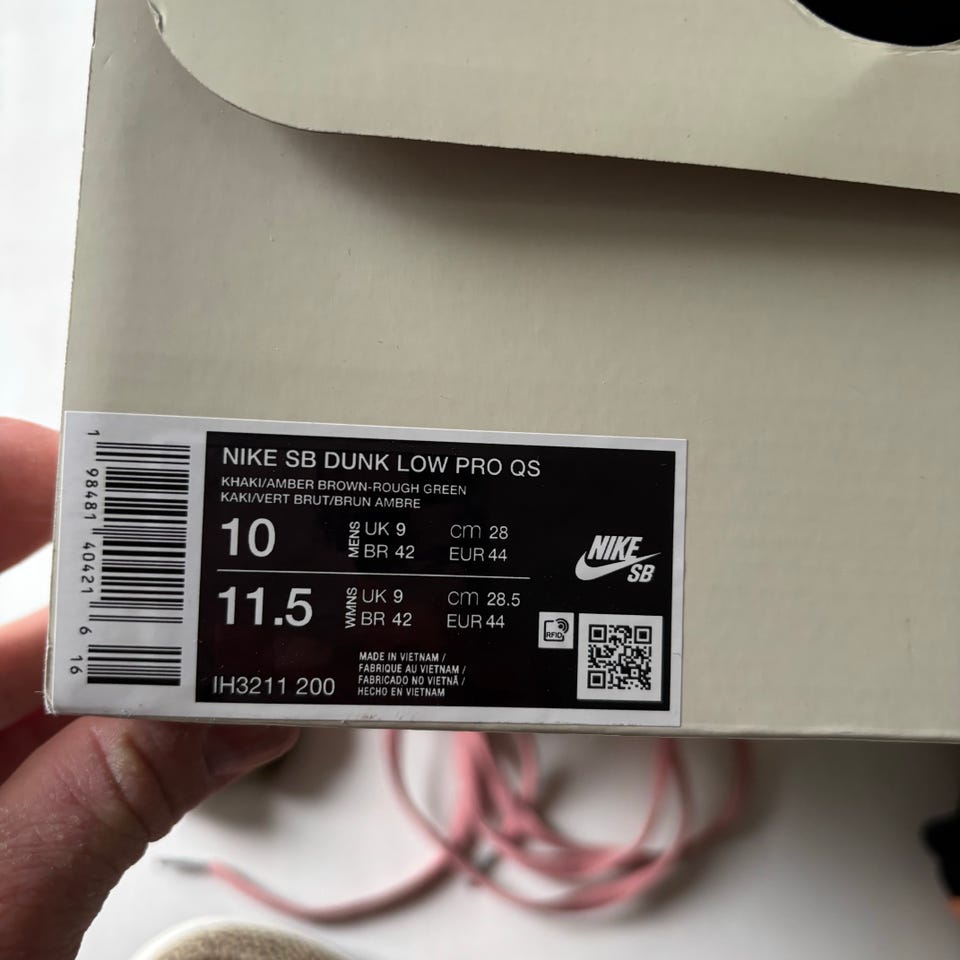 1 98481 40421 6 16
NIKE SB DUNK LOW PRO QS
KHAKI/AMBER BROWN-ROUGH GREEN
KAKI/VERT BRUT/BRUN AMBRE
10 MENS UK 9 cm 28
BR 42 EUR 44
11.5 WMNS UK 9 cm 28.5
BR 42 EUR 44
NIKE
SB
RFID
MADE IN VIETNAM /
FABRIQUE AU VIETNAM /
FABRICADO NO VIETNÃ /
HECHO EN VIETNAM
IH3211 200